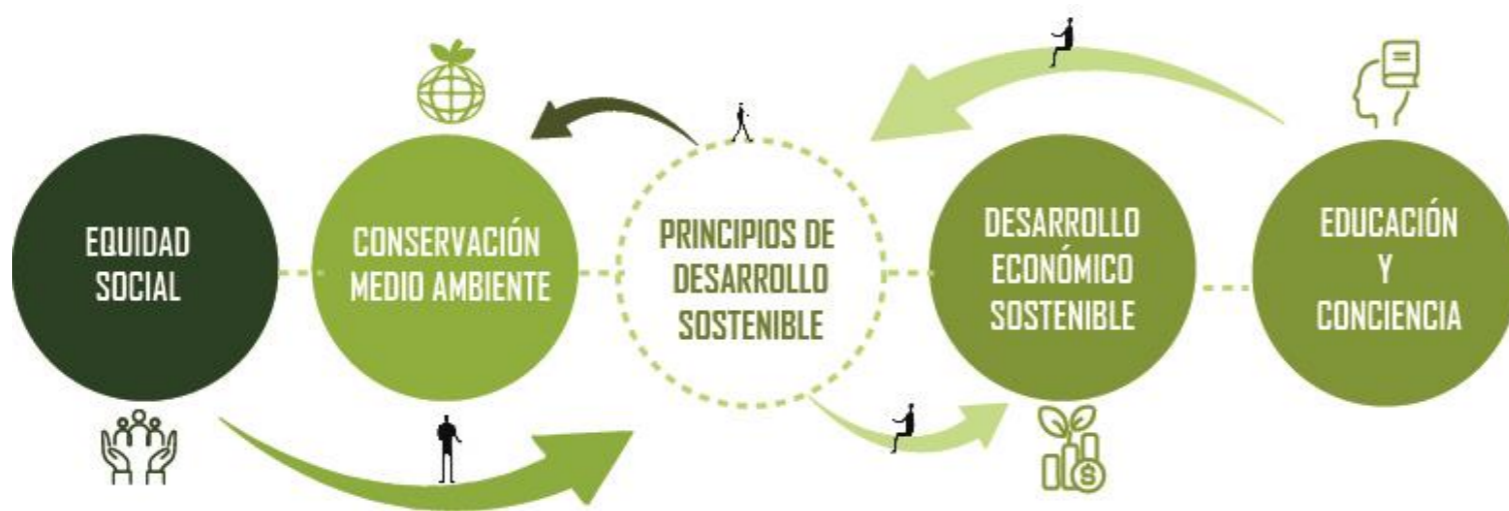 EQUIDAD
SOCIAL
CONSERVACIÓN
MEDIO AMBIENTE
PRINCIPIOS DE
DESARROLLO
SOSTENIBLE
DESARROLLO
ECONÓMICO
SOSTENIBLE
EDUCACIÓN
Y
CONCIENCIA
$